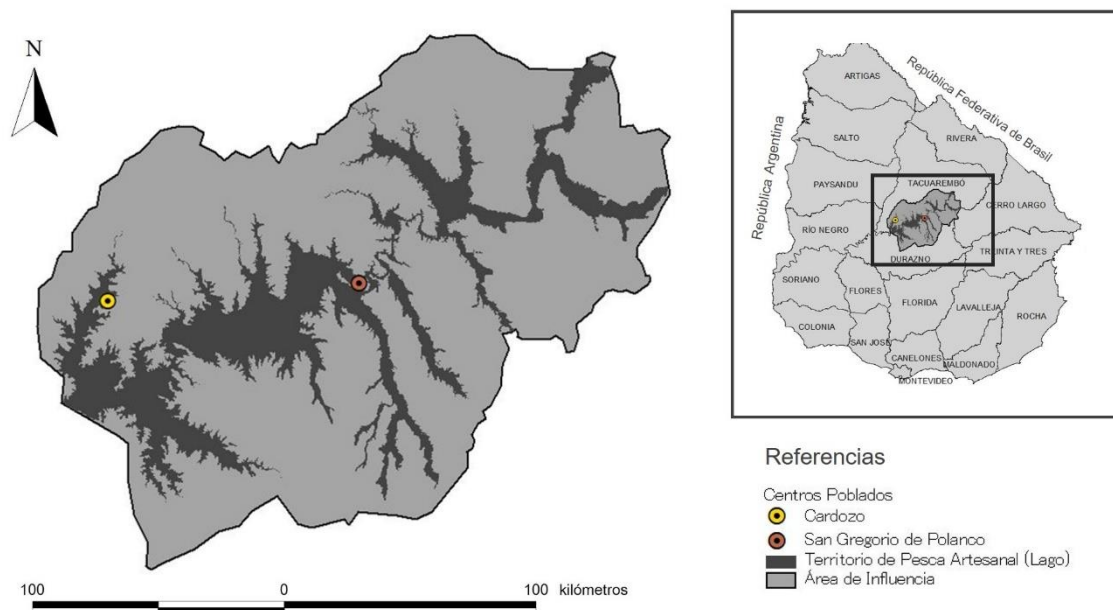 N
100
0
100
kilómetros
República Federativa de Brasil
República Argentina
ARTIGAS
SALTO
RIVERA
PAYSANDU
TACUAREMBÓ
CERRO LARGO
RÍO NEGRO
DURAZNO
TREINTA Y TRES
SORIANO
FLORES
FLORIDA
LAVALLEJA
ROCHA
COLONIA
SAN JOSÉ
CANELONES
MALDONADO
MONTEVIDEO
Referencias
Centros Poblados
Cardozo
San Gregorio de Polanco
Territorio de Pesca Artesanal (Lago)
Área de Influencia